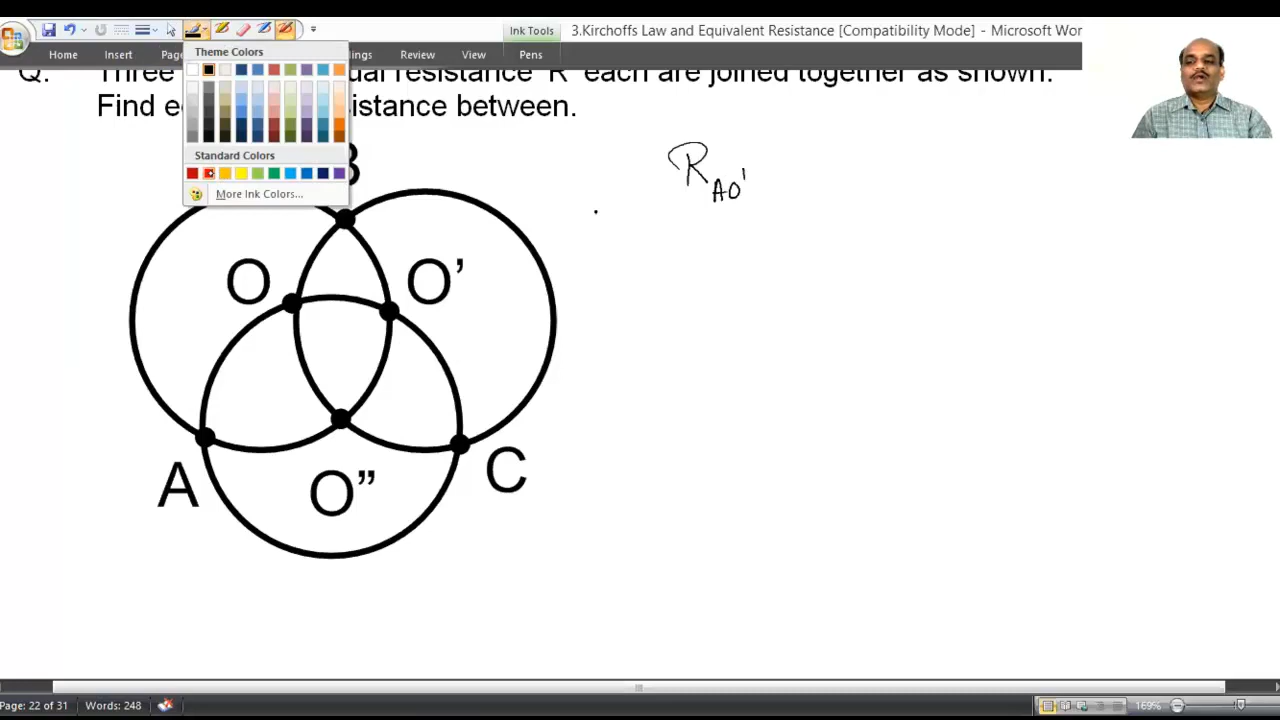 Ink Tools
3.Kirchoffs Law and Equivalent Resistance [Compatibility Mode] - Microsoft Wor
Home Insert Review View Pens
Theme Colors
Standard Colors
More Ink Colors...
Q. Three resistance 'R' each are joined together as shown.
Find between.
R AO'
B
O O'
A O" C
Page: 22 of 31 Words: 248 169%